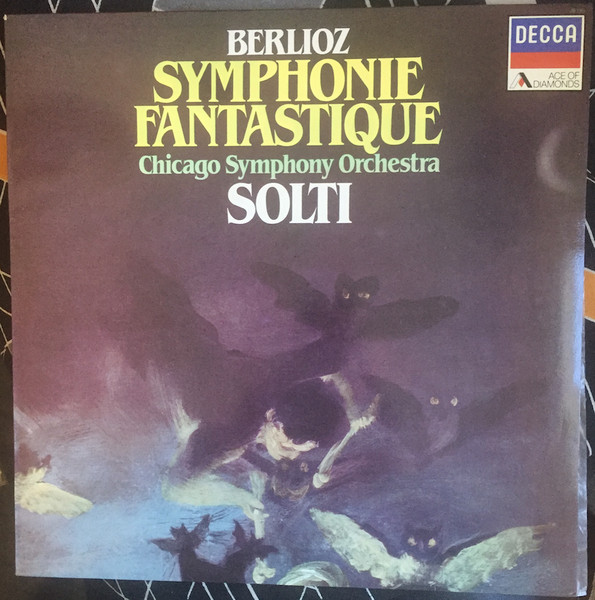 BERLIOZ
SYMPHONIE
FANTASTIQUE
Chicago Symphony Orchestra
SOLTI
DECCA
ACE OF
DIAMONDS